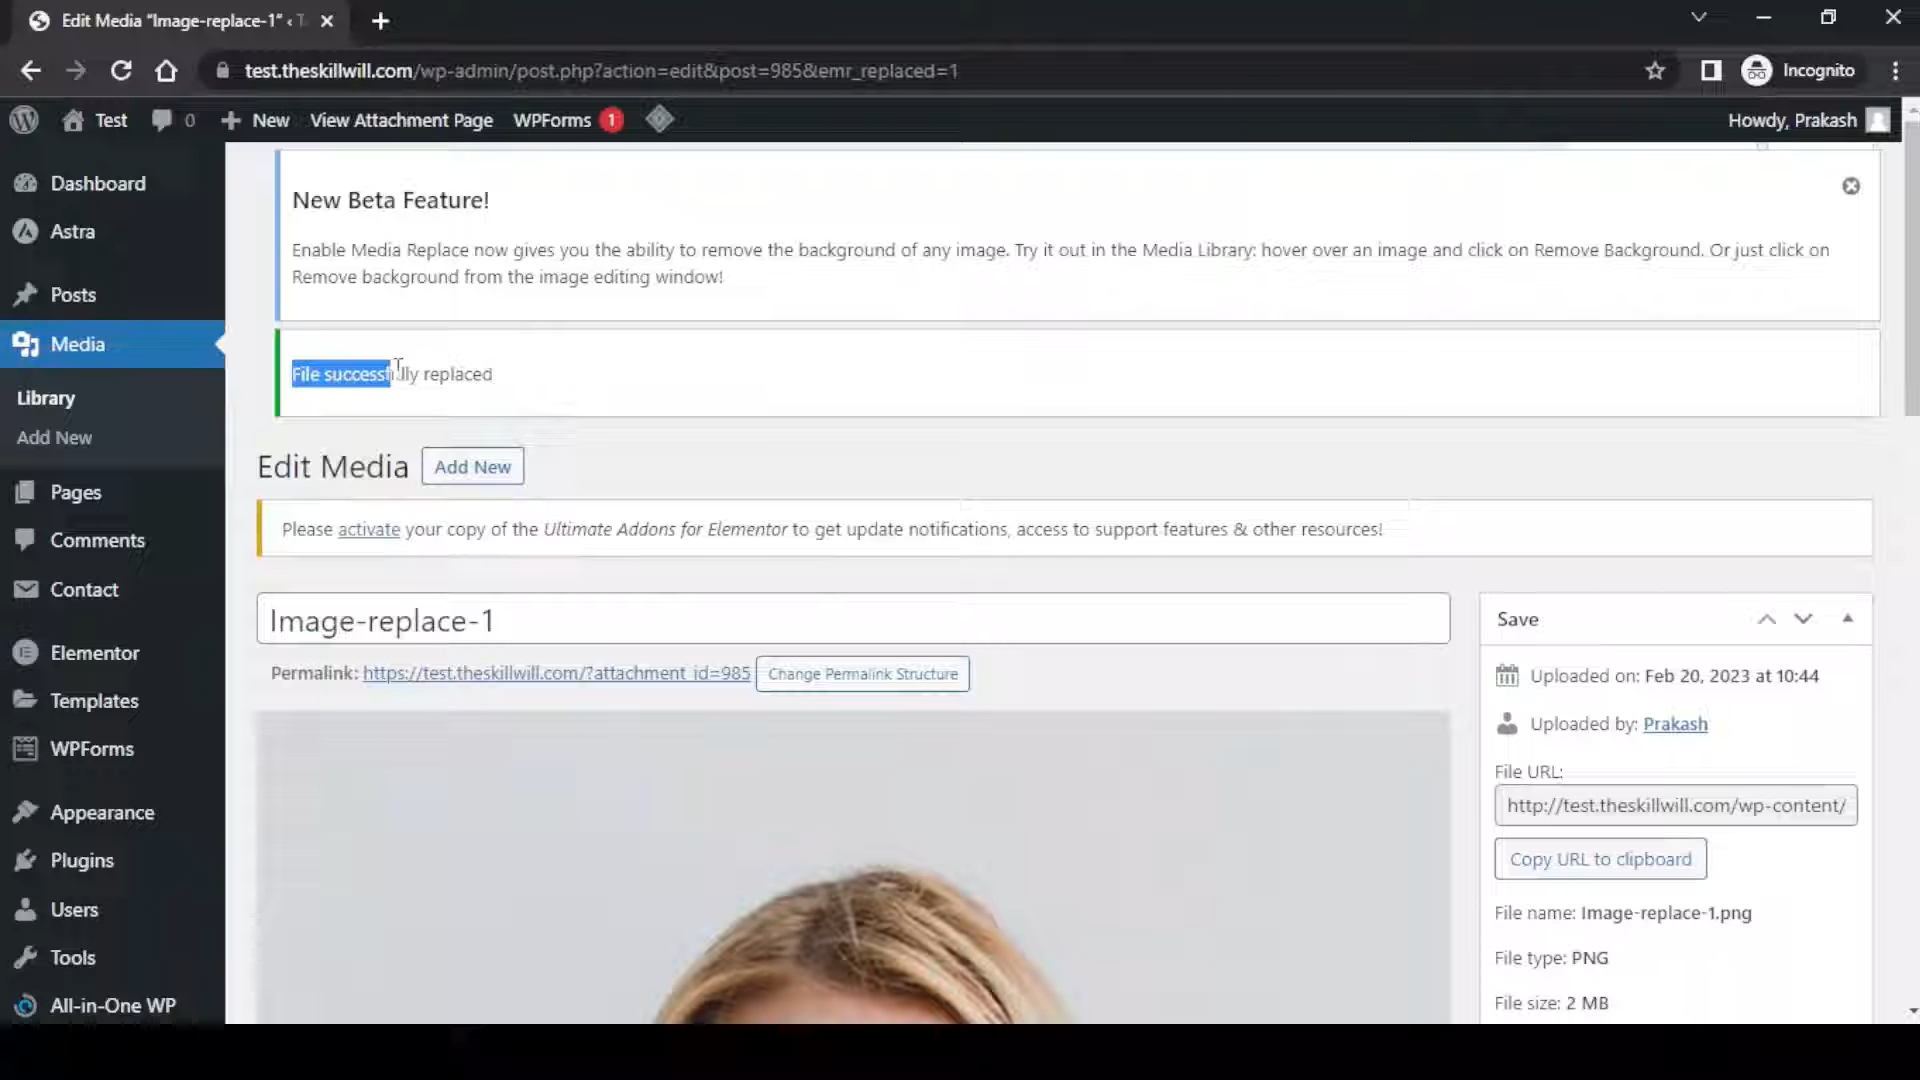 Edit Media “Image-replace-1” ‹ T
test.theskillwill.com/wp-admin/post.php?action=edit&post=985&emr_replaced=1
Incognito
Test
0
New
View Attachment Page
WPForms 1
Howdy, Prakash
Dashboard
Astra
Posts
Media
Library
Add New
Pages
Comments
Contact
Elementor
Templates
WPForms
Appearance
Plugins
Users
Tools
All-in-One WP
New Beta Feature!
Enable Media Replace now gives you the ability to remove the background of any image. Try it out in the Media Library: hover over an image and click on Remove Background. Or just click on
Remove background from the image editing window!
File successfully replaced
Edit Media
Add New
Please activate your copy of the Ultimate Addons for Elementor to get update notifications, access to support features & other resources!
Image-replace-1
Permalink: https://test.theskillwill.com/?attachment_id=985
Change Permalink Structure
Save
Uploaded on: Feb 20, 2023 at 10:44
Uploaded by: Prakash
File URL:
http://test.theskillwill.com/wp-content/
Copy URL to clipboard
File name: Image-replace-1.png
File type: PNG
File size: 2 MB